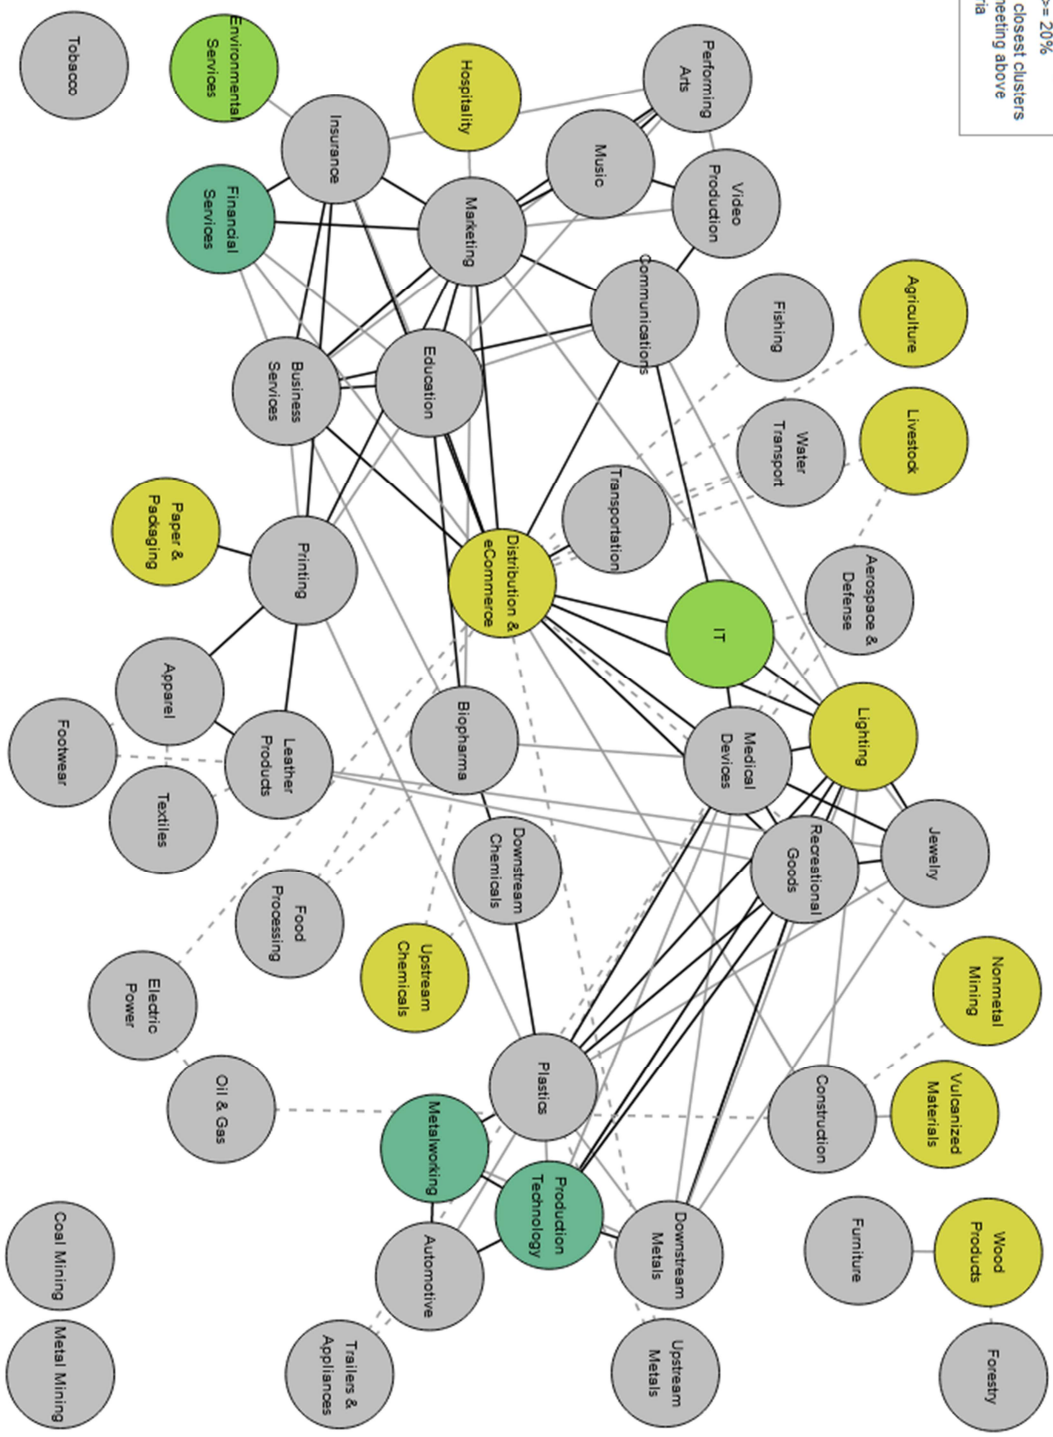 >= 20%
closest clusters
neeting above
ria
Agriculture
Livestock
Jewelry
Nonmetal
Mining
Vulcanized
Materials
Wood
Products
Forestry
Aerospace &
Defense
Lighting
Furniture
Fishing
Water
Transport
Recreational
Goods
Construction
Performing
Arts
Video
Production
IT
Medical
Devices
Music
Communications
Transportation
Downstream
Metals
Upstream
Metals
Hospitality
Marketing
Distribution &
eCommerce
Downstream
Chemicals
Plastics
Production
Technology
Education
Biopharma
Upstream
Chemicals
Metalworking
Automotive
Insurance
Business
Services
Printing
Leather
Products
Food
Processing
Trailers &
Appliances
Environmental
Services
Financial
Services
Oil & Gas
Paper &
Packaging
Apparel
Textiles
Electric
Power
Tobacco
Footwear
Coal Mining
Metal Mining